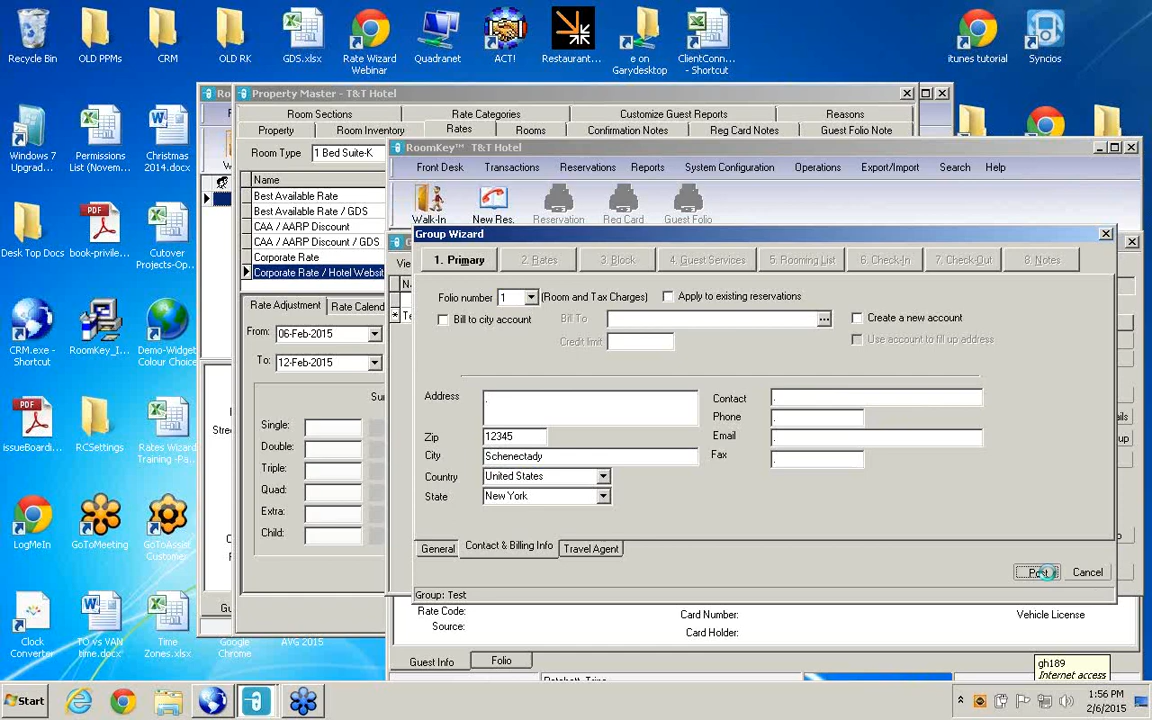 Recycle Bin
OLD PPMs
CRM
OLD RK
GDS.xlsx
Rate Wizard
Webinar
Quadranet
ACT!
Restaurant...
e on
Garydesktop
ClientConn...
- Shortcut
itunes tutorial
Syncios
Windows 7
Upgrad...
Permissions
List (Novem...
Christmas
2014.docx
Desk Top Docs
book-privile...
Cutover
Projects-Op...
CRM.exe -
Shortcut
RoomKey_I...
Demo-Widget
Colour Choice
issueBoardi...
RCSettings
Rates Wizard
Training -Pa...
LogMeIn
GoToMeeting
GoToAssist
Customer
Clock
Converter
TO vs VAN
time.docx
Time
Zones.xlsx
Google
Chrome
AVG 2015
Property Master - T&T Hotel
Room Sections
Rate Categories
Customize Guest Reports
Reasons
Property
Room Inventory
Rates
Rooms
Confirmation Notes
Reg Card Notes
Guest Folio Note
Room Type
1 Bed Suite-K
Name
Best Available Rate
Best Available Rate / GDS
CAA / AARP Discount
CAA / AARP Discount / GDS
Corporate Rate
Corporate Rate / Hotel Websit
Rate Adjustment
Rate Calend
From:
06-Feb-2015
To:
12-Feb-2015
Single:
Double:
Triple:
Quad:
Extra:
Child:
RoomKey™ T&T Hotel
Front Desk
Transactions
Reservations
Reports
System Configuration
Operations
Export/Import
Search
Help
Walk-In
New Res.
Reservation
Reg Card
Guest Folio
Group Wizard
1. Primary
2. Rates
3. Block
4. Guest Services
5. Rooming List
6. Check-In
7. Check-Out
8. Notes
Folio number
1
(Room and Tax Charges)
Apply to existing reservations
Bill to city account
Bill To
...
Create a new account
Credit limit
Use account to fill up address
Address
.
Contact
.
Phone
.
Zip
12345
Email
.
City
Schenectady
Fax
.
Country
United States
State
New York
General
Contact & Billing Info
Travel Agent
Cancel
Group: Test
Rate Code:
Card Number:
Vehicle License
Source:
Card Holder:
Guest Info
Folio
gh189
Internet access
Start
1:56 PM
2/6/2015